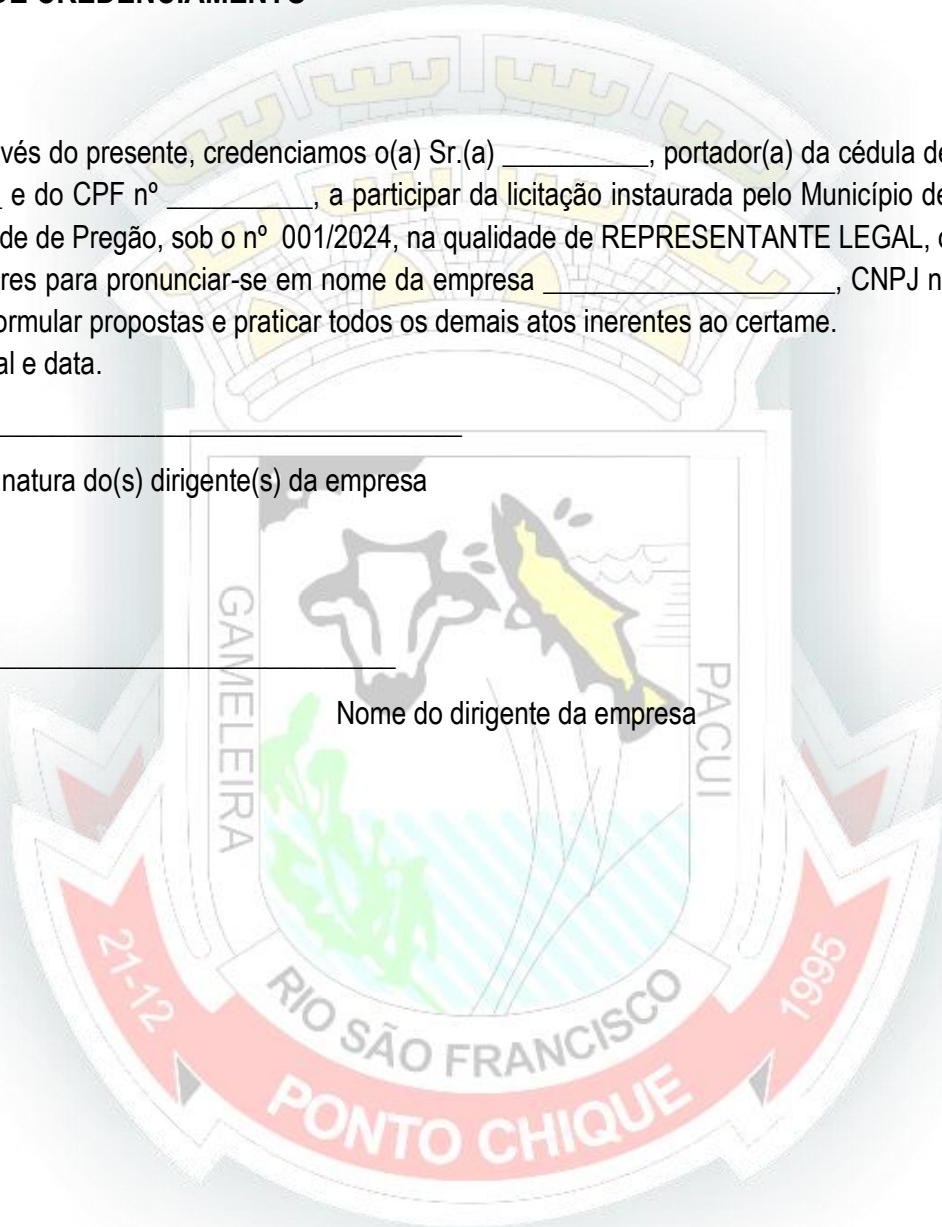 DE CREDENCIAMENTO
vés do presente, credenciamos o(a) Sr.(a) __________, portador(a) da cédula de
_ e do CPF nº __________, a participar da licitação instaurada pelo Município de
de de Pregão, sob o nº 001/2024, na qualidade de REPRESENTANTE LEGAL,
res para pronunciar-se em nome da empresa ____________________, CNPJ n
ormular propostas e praticar todos os demais atos inerentes ao certame.
al e data.
________________________________
natura do(s) dirigente(s) da empresa
____________________________
Nome do dirigente da empresa
GAMELEIRA
PACUI
21-12
1995
RIO SÃO FRANCISCO
PONTO CHIQUE